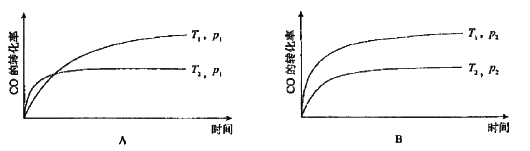 CO的转化率
T₁, p₁
T₂, p₁
时间
A
CO的转化率
T₁, p₂
T₂, p₂
时间
B